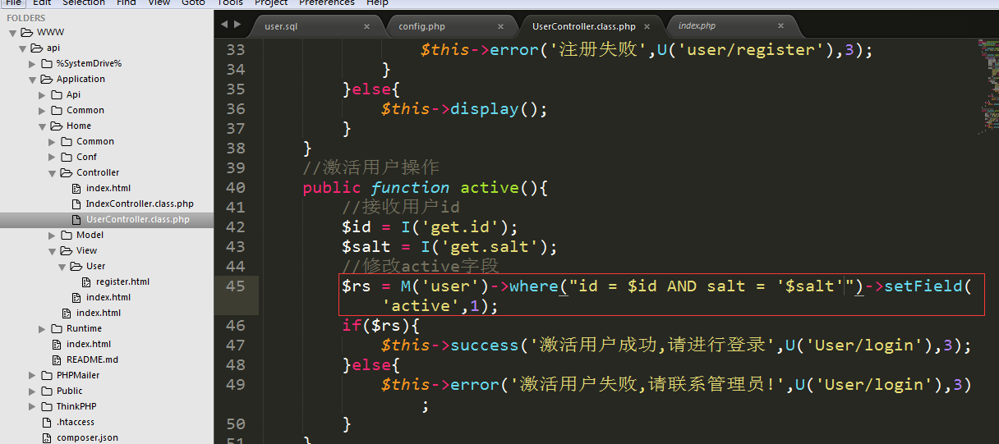 File Edit Selection Find View Goto Tools Project Preferences Help
FOLDERS
WWW
api
%SystemDrive%
Application
Api
Common
Home
Common
Conf
Controller
index.html
IndexController.class.php
UserController.class.php
Model
View
User
register.html
index.html
index.html
Runtime
index.html
README.md
PHPMailer
Public
ThinkPHP
.htaccess
composer.json
user.sql × config.php × UserController.class.php × index.php ×
33 $this->error('注册失败',U('user/register'),3);
34 }
35 }else{
36 $this->display();
37 }
38 }
39 //激活用户操作
40 public function active(){
41 //接收用户id
42 $id = I('get.id');
43 $salt = I('get.salt');
44 //修改active字段
45 $rs = M('user')->where("id = $id AND salt = '$salt'")->setField(
'active',1);
46 if($rs){
47 $this->success('激活用户成功,请进行登录',U('User/login'),3);
48 }else{
49 $this->error('激活用户失败,请联系管理员!',U('User/login'),3)
;
50 }
51 }